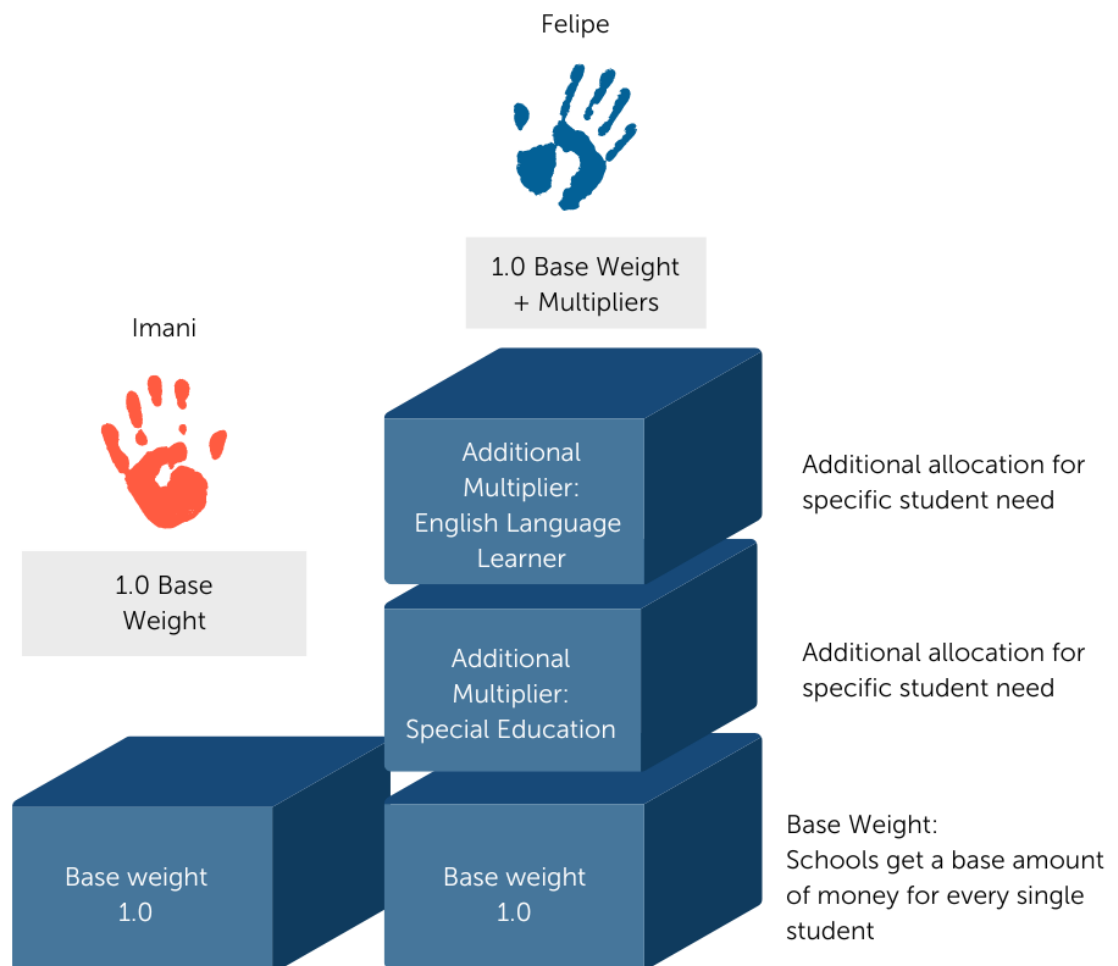 Felipe
1.0 Base Weight
+ Multipliers
Imani
1.0 Base
Weight
Additional
Multiplier:
English Language
Learner
Additional allocation for
specific student need
Additional
Multiplier:
Special Education
Additional allocation for
specific student need
Base weight
1.0
Base weight
1.0
Base Weight:
Schools get a base amount
of money for every single
student